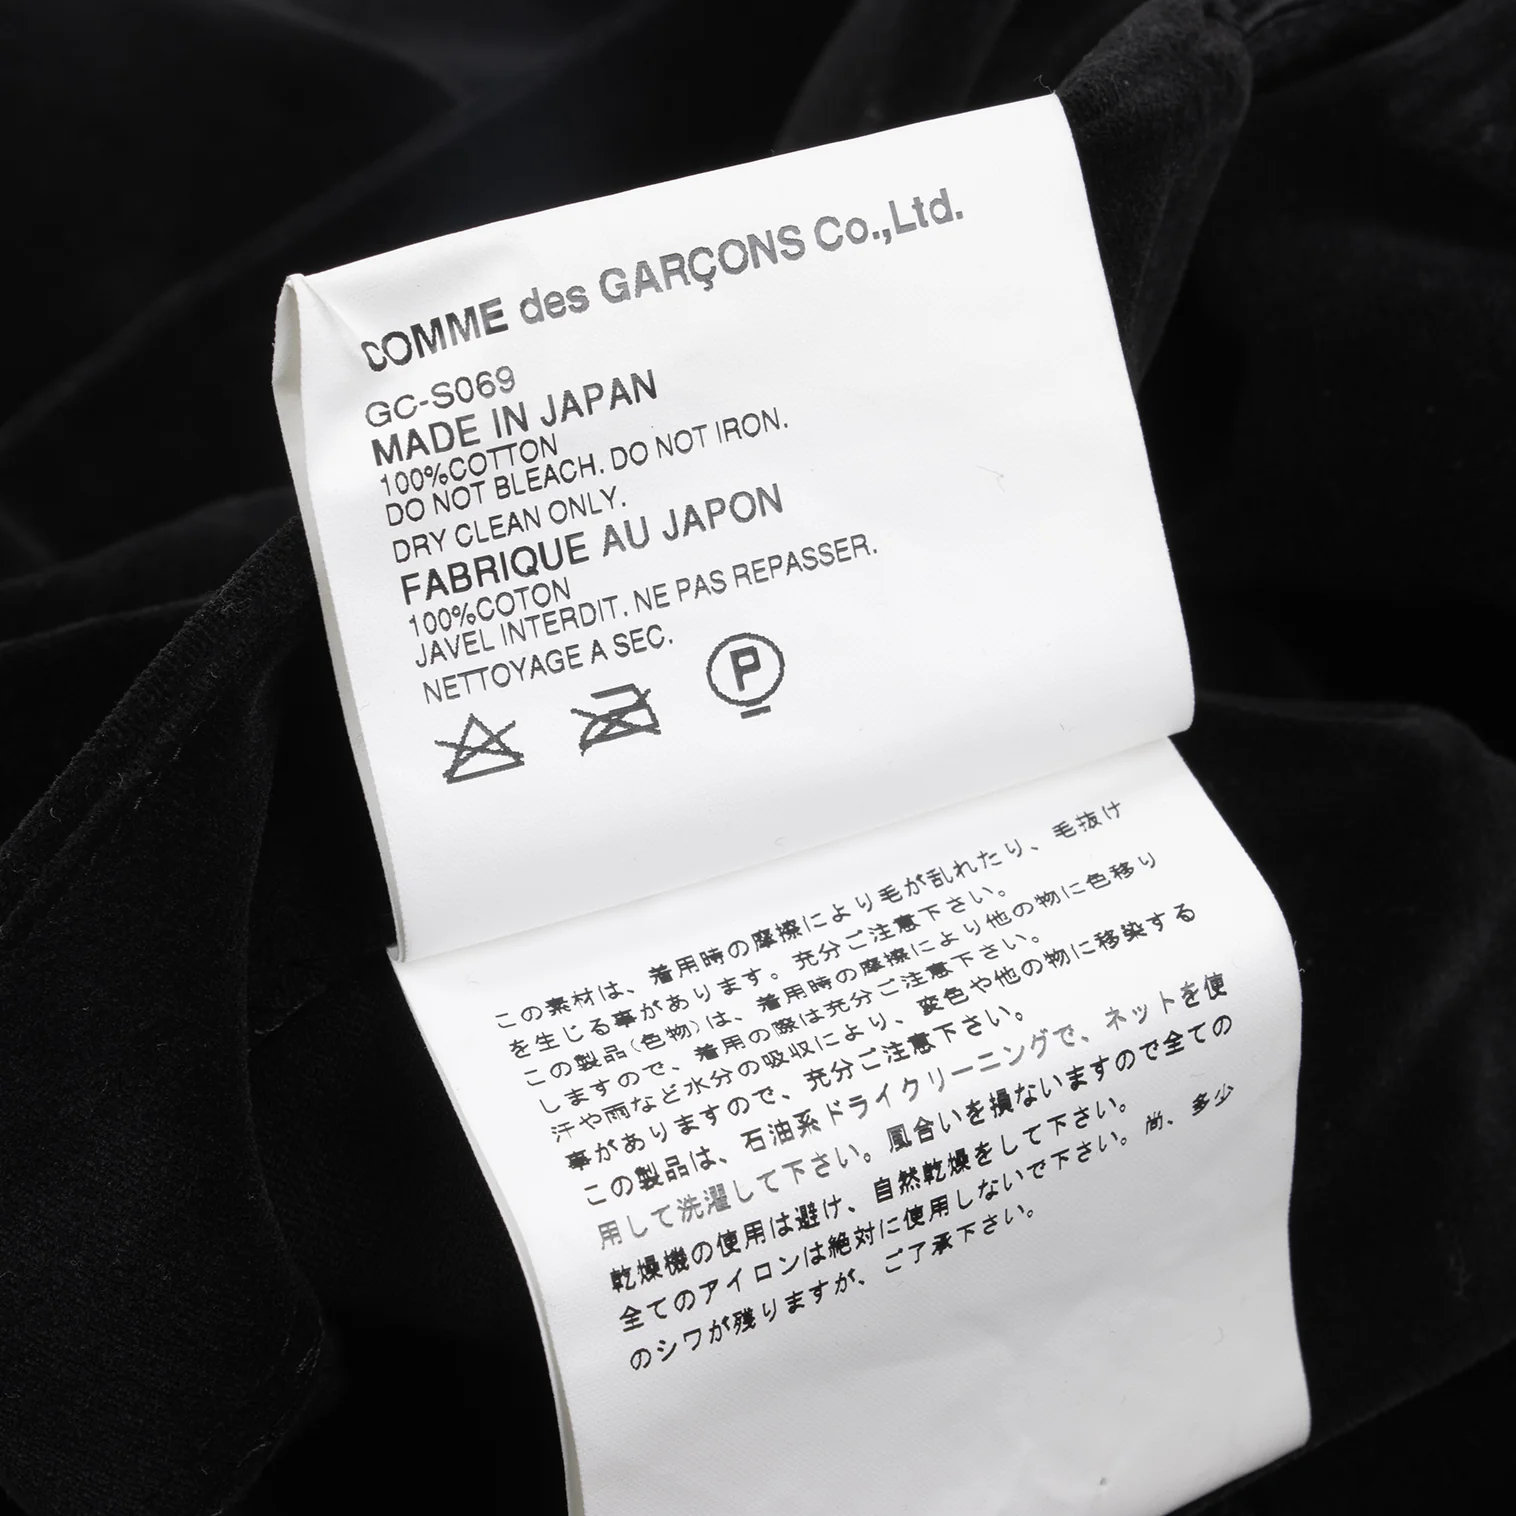 COMME des GARÇONS Co.,Ltd.
GC-S069
MADE IN JAPAN
100%COTTON
DO NOT BLEACH. DO NOT IRON.
DRY CLEAN ONLY.
FABRIQUE AU JAPON
100%COTON
JAVEL INTERDIT. NE PAS REPASSER.
NETTOYAGE A SEC.
P
この素材は、着用時の摩擦により毛が乱れたり、毛抜け
を生じる事があります。充分ご注意下さい。
この製品(色物)は、着用時の摩擦により他の物に色移り
しますので、着用の際は充分ご注意下さい。
汗や雨など水分の吸収により、変色や他の物に移染する
事がありますので、充分ご注意下さい。
この製品は、石油系ドライクリーニングで、ネットを使
用して洗濯して下さい。風合いを損ないますので全ての
乾燥機の使用は避け、自然乾燥をして下さい。
全てのアイロンは絶対に使用しないで下さい。尚、多少
のシワが残りますが、ご了承下さい。